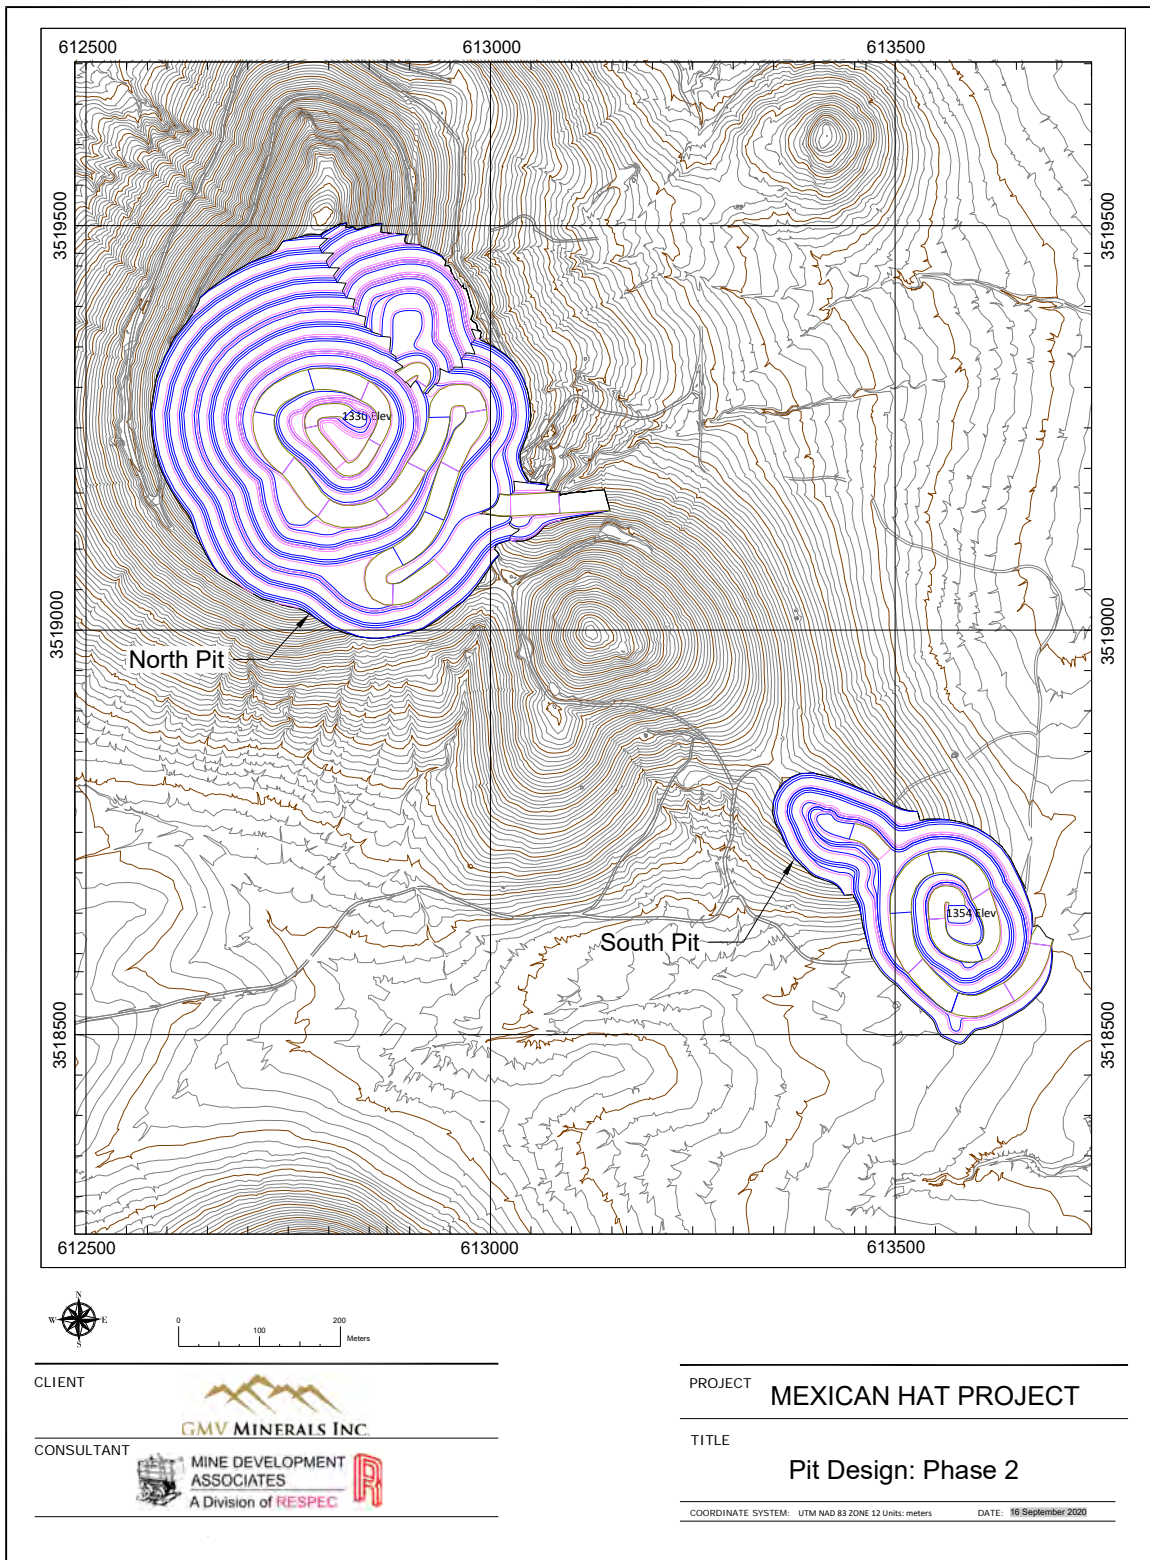 612500 613000 613500
3519500 3519500
1330 Elev
3519000 3519000
North Pit
1354 Elev
South Pit
3518500 3518500
612500 613000 613500
N
W E
S
0 100 200
Meters
CLIENT
GMV MINERALS INC.
CONSULTANT
MINE DEVELOPMENT
ASSOCIATES
A Division of RESPEC
R
PROJECT MEXICAN HAT PROJECT
TITLE
Pit Design: Phase 2
COORDINATE SYSTEM: UTM NAD 83 ZONE 12 Units: meters DATE: 16 September 2020